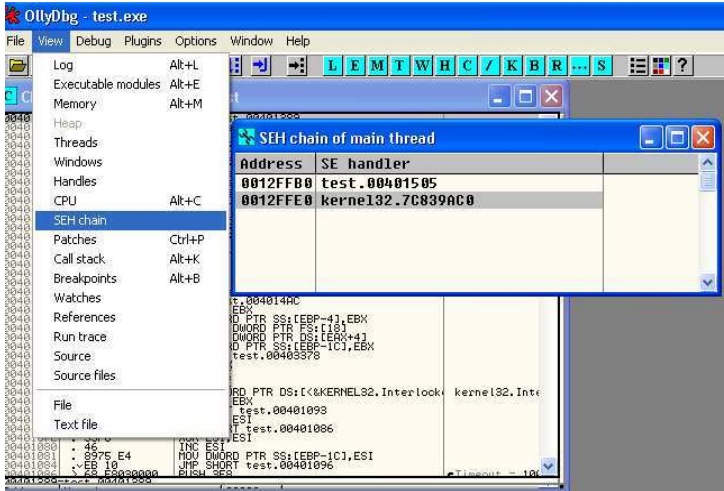 OllyDbg - test.exe
File View Debug Plugins Options Window Help
L E M T W H C / K B R ... S ?
Log Alt+L
Executable modules Alt+E
Memory Alt+M
Heap
Threads
Windows
Handles
CPU Alt+C
SEH chain
Patches Ctrl+P
Call stack Alt+K
Breakpoints Alt+B
Watches
References
Run trace
Source
Source files
File
Text file
SEH chain of main thread
Address SE handler
0012FFB0 test.00401505
0012FFE0 kernel32.7C839AC0
t.004014AC
EBX
D PTR SS:[EBP-4],EBX
DWORD PTR FS:[18]
DWORD PTR DS:[EAX+4]
D PTR SS:[EBP-1C],EBX
test.00403378
RD PTR DS:[<&KERNEL32.Interlock kernel32.Inte
EBX
test.00401093
ESI
T test.00401086
46 INC ESI
8975 E4 MOV DWORD PTR SS:[EBP-1C],ESI
EB 10 JMP SHORT test.00401096
68 E8030000 PUSH 3E8